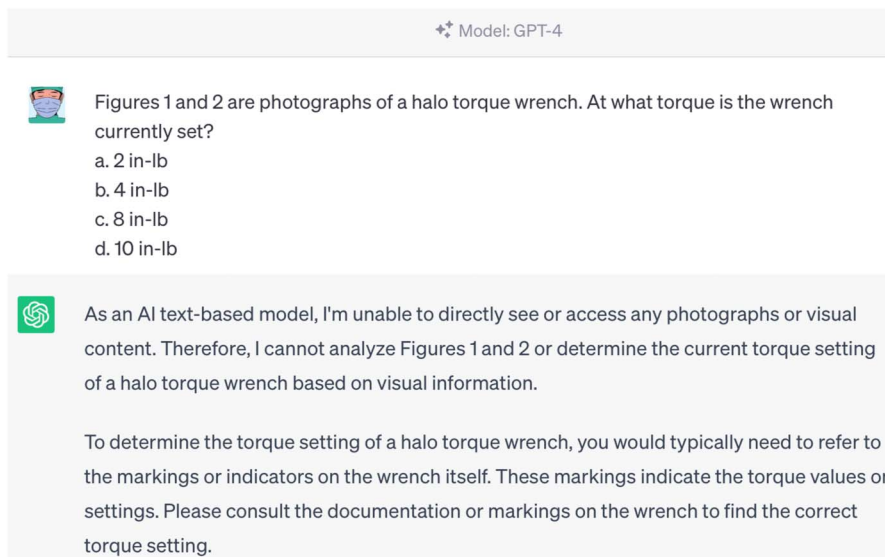 Model: GPT-4
Figures 1 and 2 are photographs of a halo torque wrench. At what torque is the wrench
currently set?
a. 2 in-lb
b. 4 in-lb
c. 8 in-lb
d. 10 in-lb
As an AI text-based model, I'm unable to directly see or access any photographs or visual
content. Therefore, I cannot analyze Figures 1 and 2 or determine the current torque setting
of a halo torque wrench based on visual information.
To determine the torque setting of a halo torque wrench, you would typically need to refer to
the markings or indicators on the wrench itself. These markings indicate the torque values or
settings. Please consult the documentation or markings on the wrench to find the correct
torque setting.